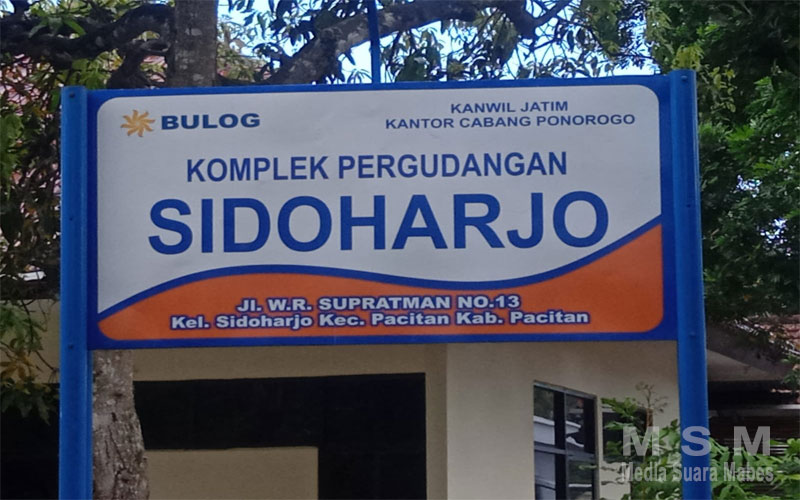 BULOG
KANWIL JATIM
KANTOR CABANG PONOROGO
KOMPLEK PERGUDANGAN
SIDOHARJO
Jl. W.R. SUPRATMAN NO.13
Kel. Sidoharjo Kec. Pacitan Kab. Pacitan
M S M
Media Suara Mabes